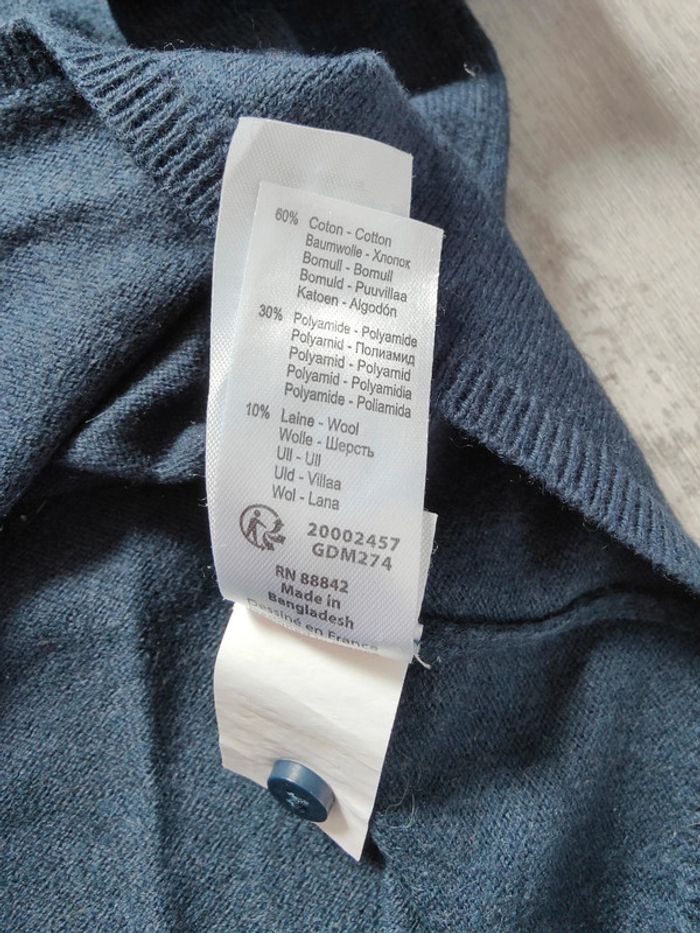 60% Coton - Cotton
Baumwolle - Хлопок
Bomull - Bomull
Bomuld - Puuvillaa
Katoen - Algodón
30% Polyamide - Polyamide
Polyamid - Полиамид
Polyamid - Polyamid
Polyamid - Polyamidia
Polyamide - Poliamida
10% Laine - Wool
Wolle - Шерсть
Ull - Ull
Uld - Villaa
Wol - Lana
20002457
GDM274
RN 88842
Made in
Bangladesh
Dessiné en France